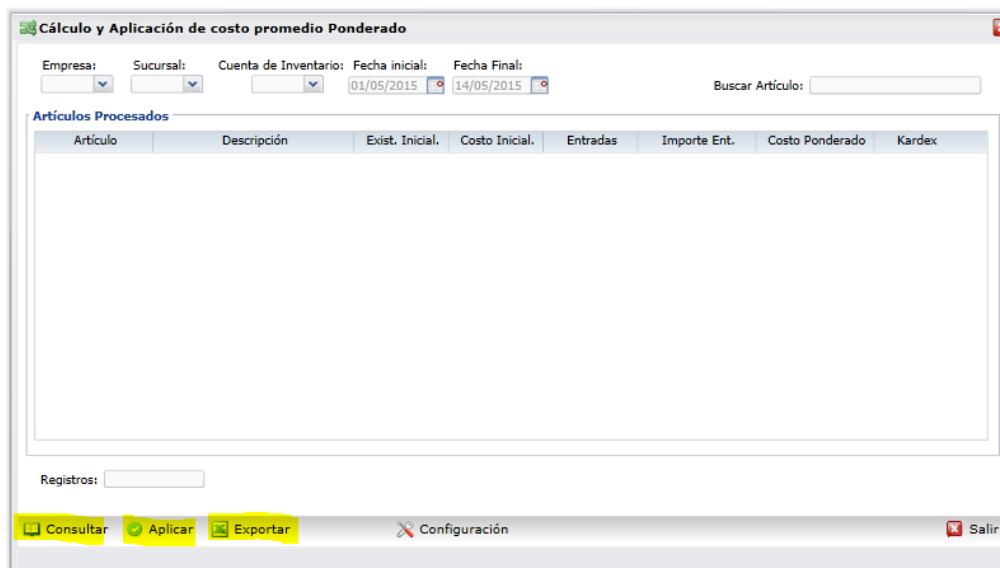 Cálculo y Aplicación de costo promedio Ponderado
Empresa: Sucursal: Cuenta de Inventario: Fecha inicial: Fecha Final:
01/05/2015 14/05/2015 Buscar Artículo:
Artículos Procesados
Artículo Descripción Exist. Inicial. Costo Inicial. Entradas Importe Ent. Costo Ponderado Kardex
Registros:
Consultar Aplicar Exportar Configuración Salir